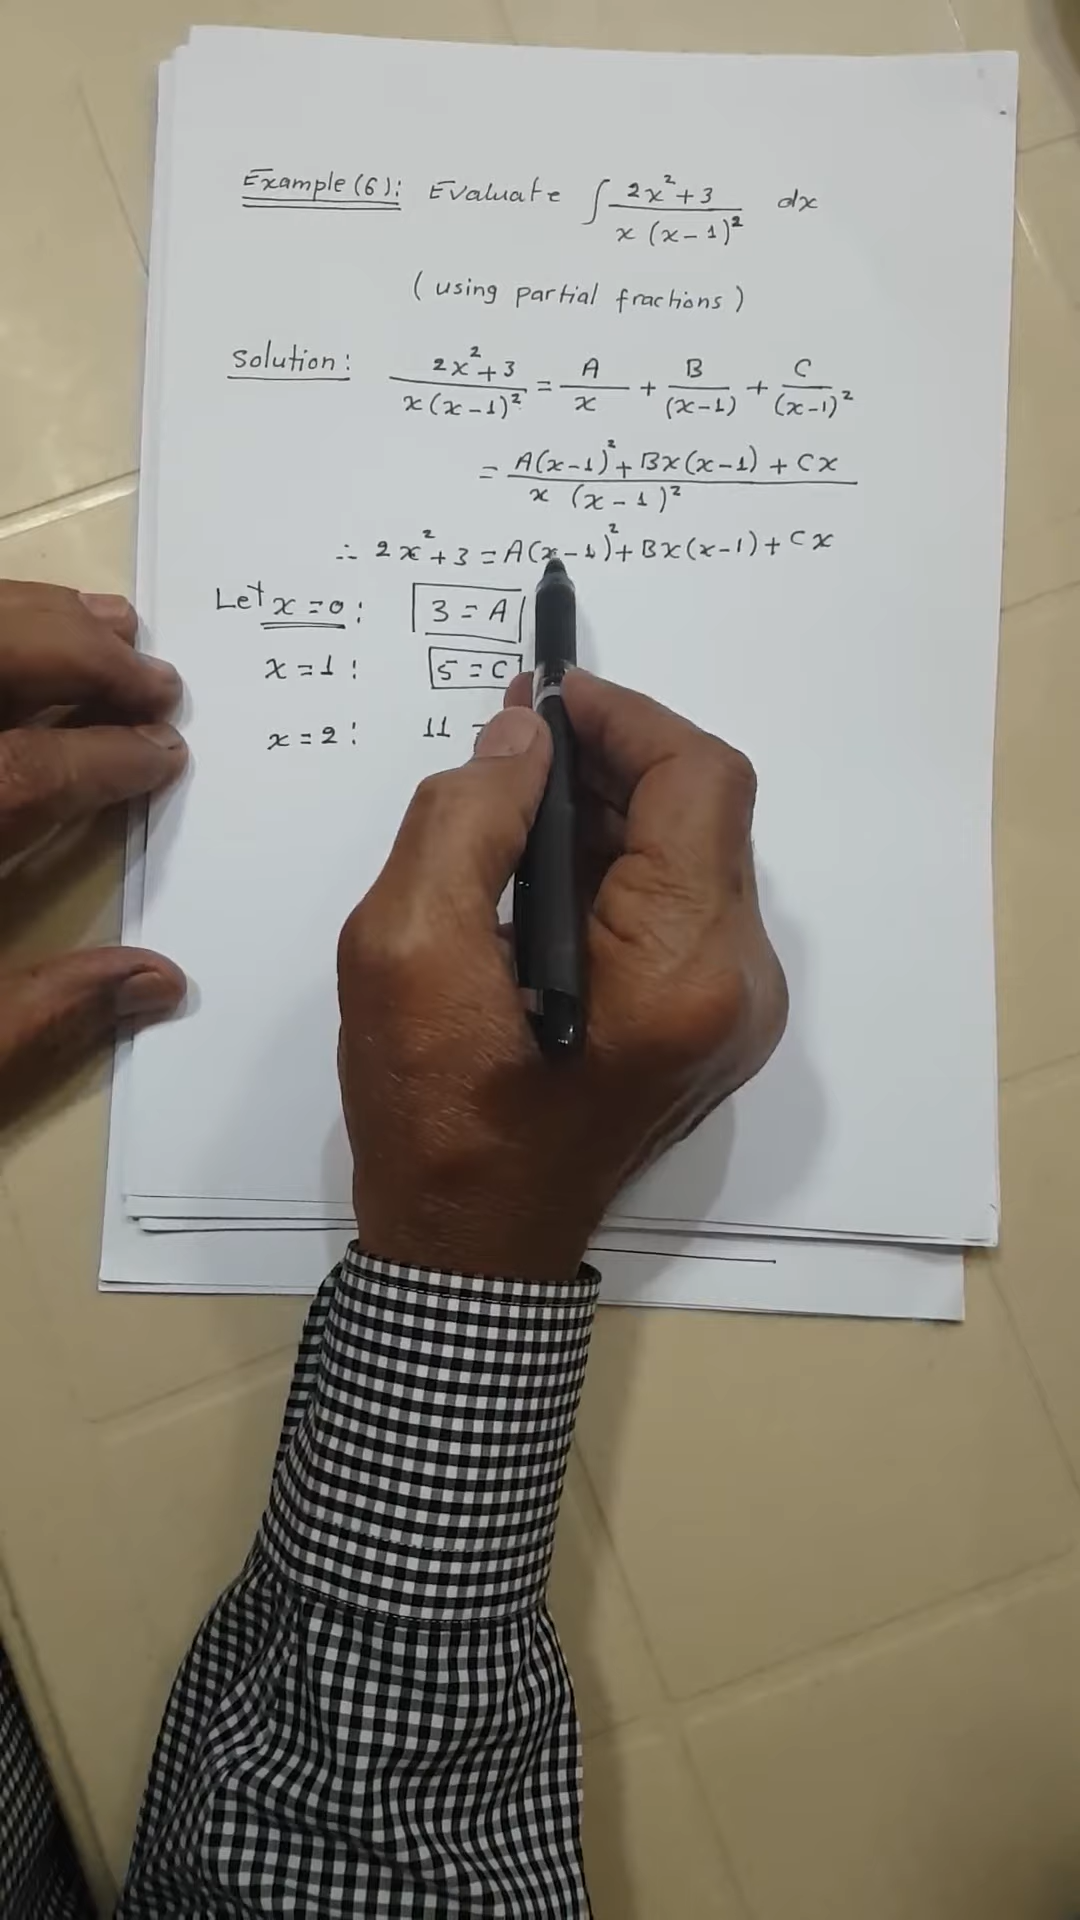 Example (6): Evaluate ∫ (2x²+3)/(x (x-1)²) dx
(using partial fractions)
Solution: (2x²+3)/(x(x-1)²) = A/x + B/(x-1) + C/(x-1)²
= (A(x-1)² + Bx(x-1) + Cx)/(x (x-1)²)
∴ 2x²+3 = A(x-1)² + Bx(x-1) + Cx
Let x=0: 3 = A
x=1: 5 = C
x=2: 11